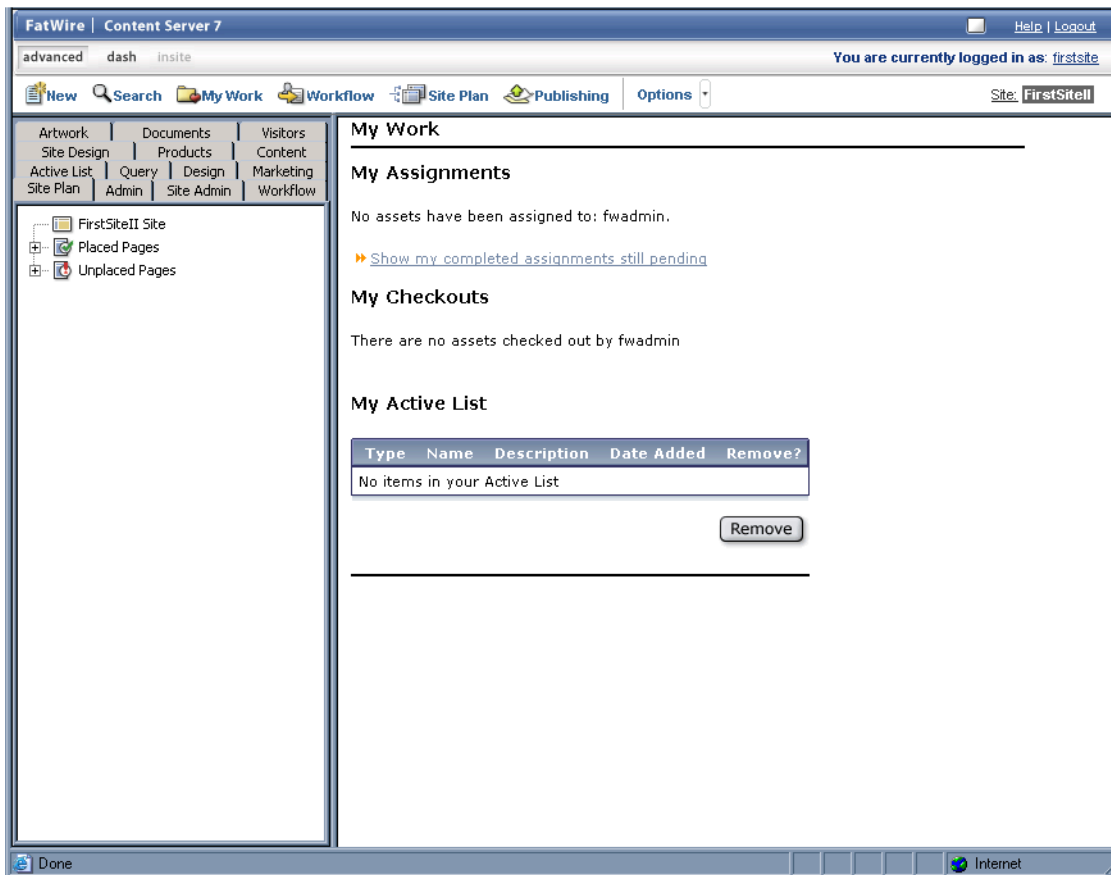 FatWire | Content Server 7
Help | Logout
advanced dash insite
You are currently logged in as: firstsite
New Search My Work Workflow Site Plan Publishing Options
Site: FirstSiteII
Artwork Documents Visitors
Site Design Products Content
Active List Query Design Marketing
Site Plan Admin Site Admin Workflow
FirstSiteII Site
Placed Pages
Unplaced Pages
My Work
My Assignments
No assets have been assigned to: fwadmin.
Show my completed assignments still pending
My Checkouts
There are no assets checked out by fwadmin
My Active List
Type Name Description Date Added Remove?
No items in your Active List
Remove
Done
Internet